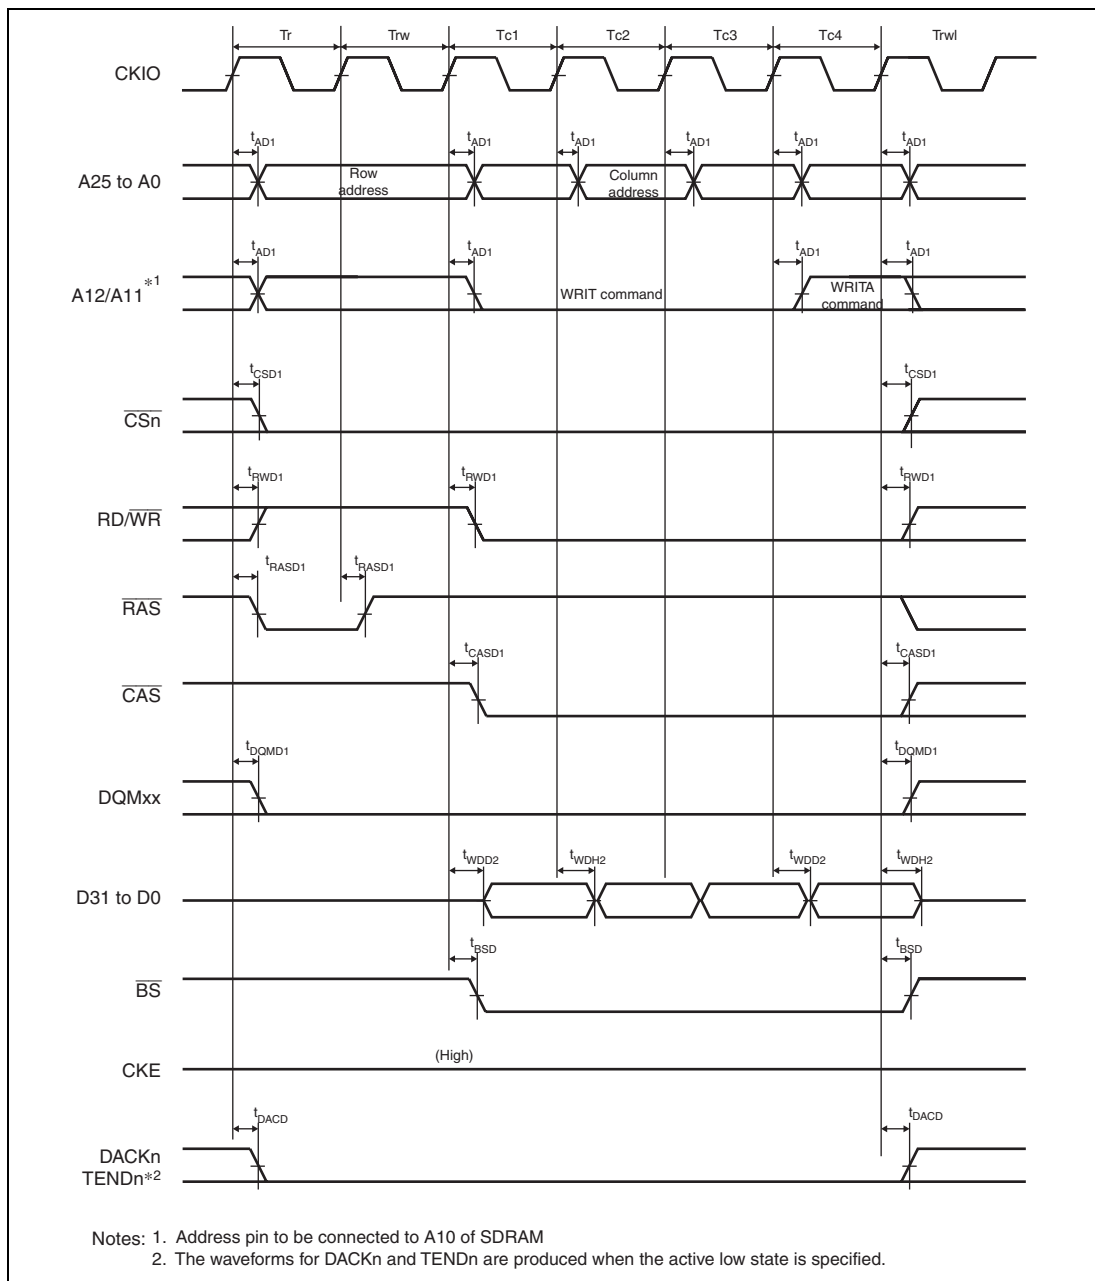 Tr Trw Tc1 Tc2 Tc3 Tc4 Trwl
CKIO
tAD1 tAD1 tAD1 tAD1 tAD1 tAD1
A25 to A0
Row
address
Column
address
tAD1 tAD1 tAD1 tAD1
A12/A11*1
WRIT command
WRITA
command
tCSD1 tCSD1
CSn
tRWD1 tRWD1 tRWD1
RD/WR
tRASD1 tRASD1
RAS
tCASD1 tCASD1
CAS
tDQMD1 tDQMD1
DQMxx
tWDD2 tWDH2 tWDD2 tWDH2
D31 to D0
tBSD tBSD
BS
(High)
CKE
tDACD tDACD
DACKn
TENDn*2
Notes: 1. Address pin to be connected to A10 of SDRAM
2. The waveforms for DACKn and TENDn are produced when the active low state is specified.